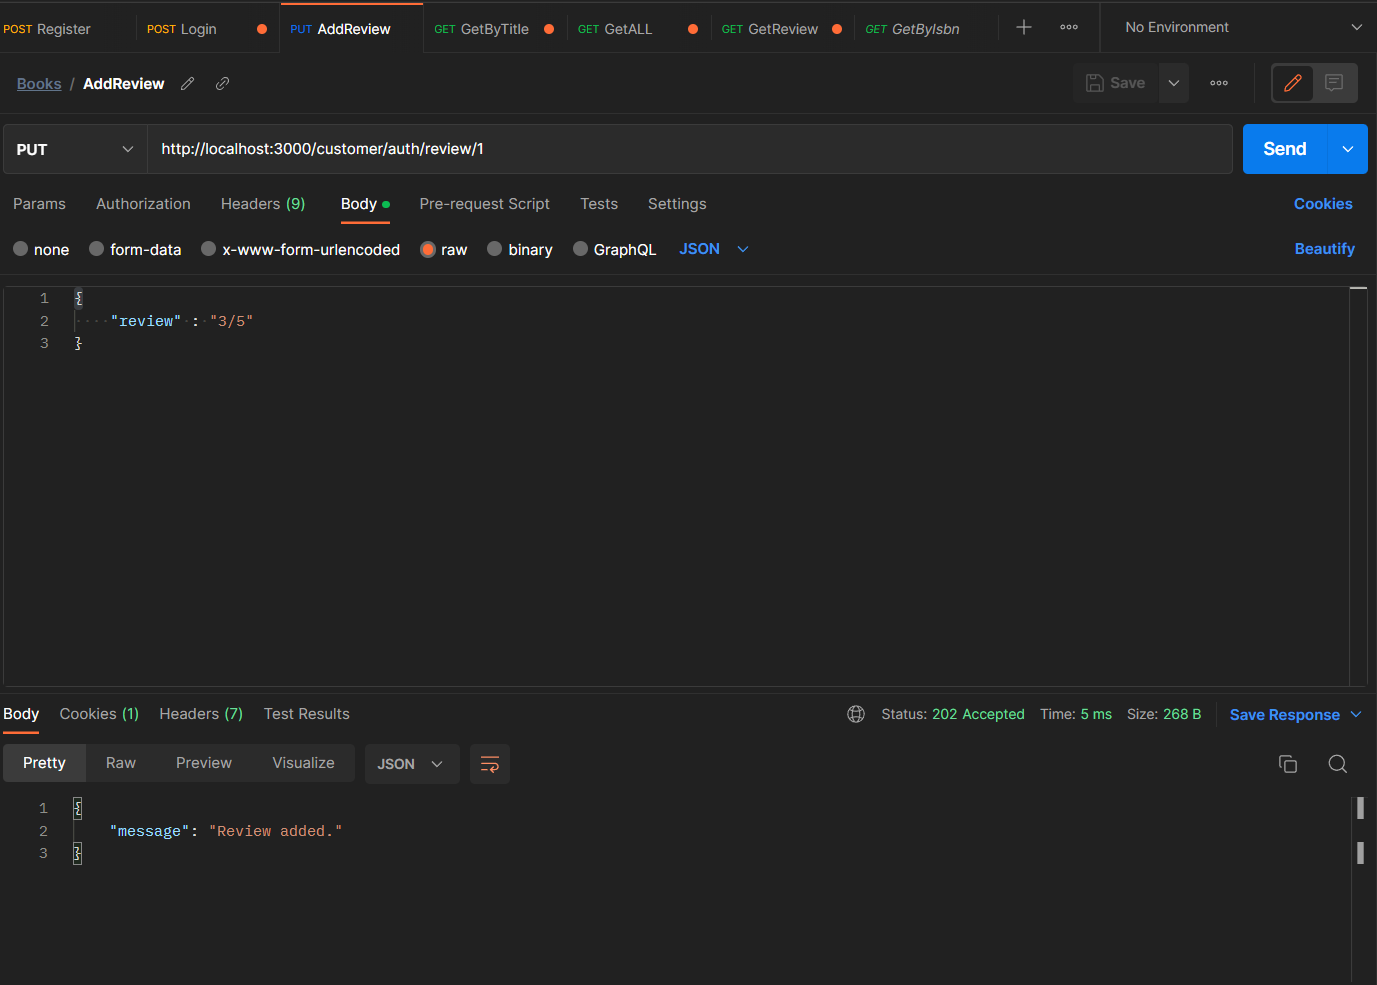 POST Register POST Login PUT AddReview GET GetByTitle GET GetALL GET GetReview GET GetByIsbn No Environment
Books / AddReview Save
PUT http://localhost:3000/customer/auth/review/1 Send
Params Authorization Headers (9) Body Pre-request Script Tests Settings Cookies
none form-data x-www-form-urlencoded raw binary GraphQL JSON Beautify
1 {
2 "review" : "3/5"
3 }
Body Cookies (1) Headers (7) Test Results Status: 202 Accepted Time: 5 ms Size: 268 B Save Response
Pretty Raw Preview Visualize JSON
1 {
2 "message": "Review added."
3 }